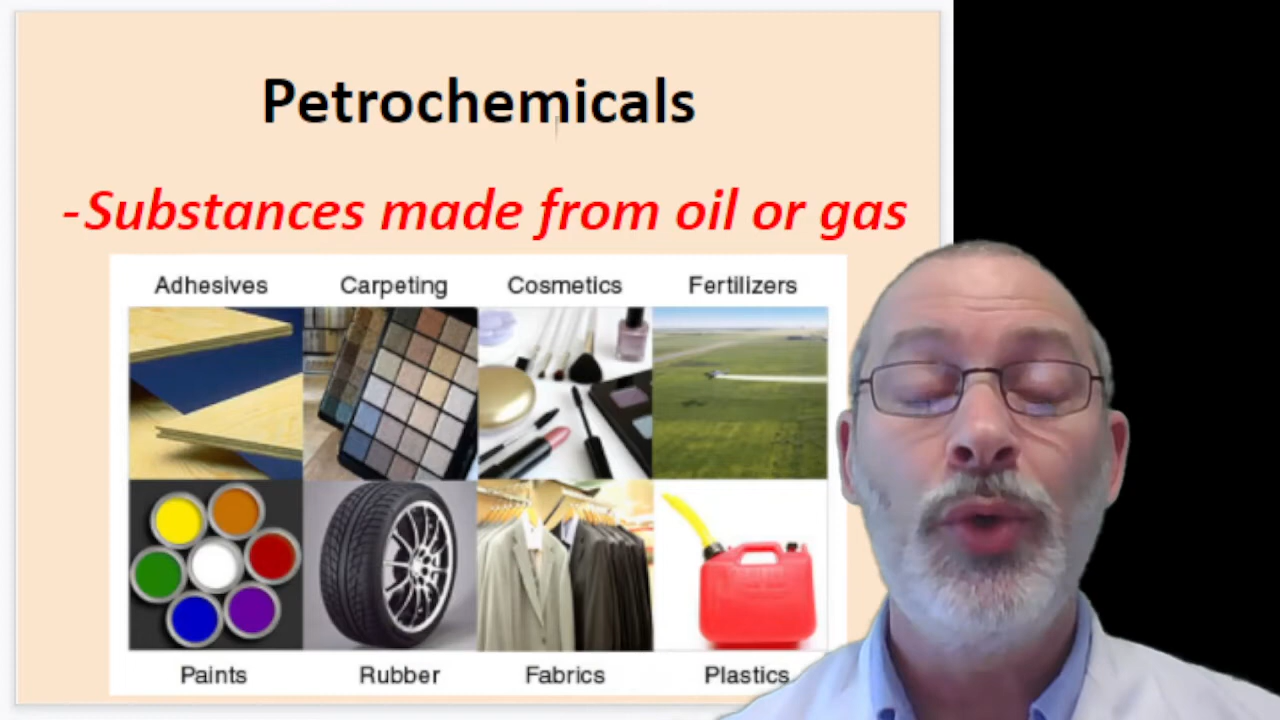 Petrochemicals
-Substances made from oil or gas
Adhesives Carpeting Cosmetics Fertilizers
Paints Rubber Fabrics Plastics